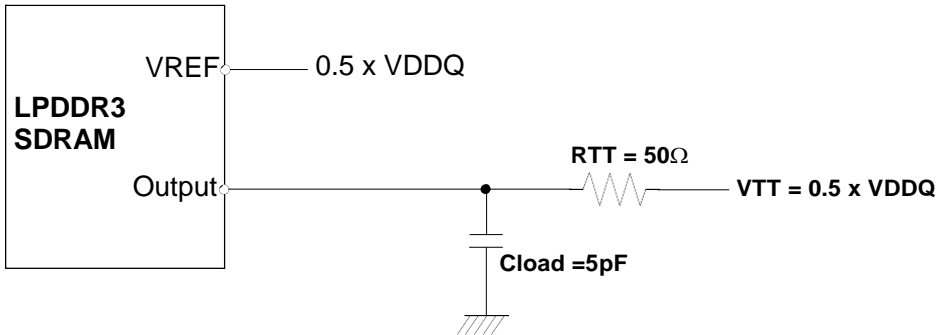 VREF
0.5 x VDDQ
LPDDR3
SDRAM
RTT = 50Ω
Output
VTT = 0.5 x VDDQ
Cload =5pF